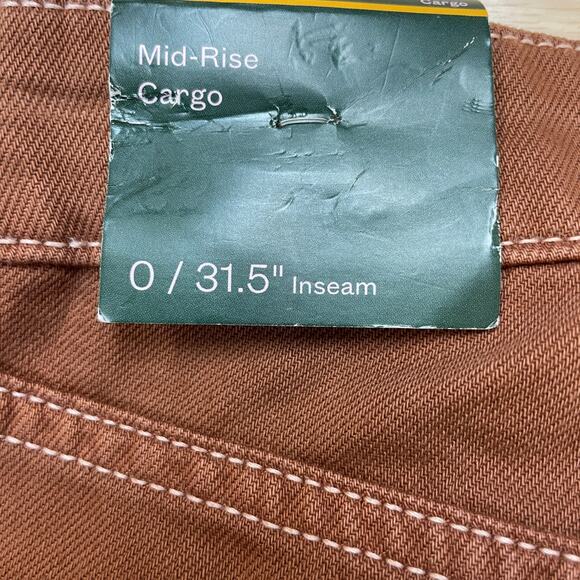 Cargo
Mid-Rise
Cargo
0 / 31.5" Inseam